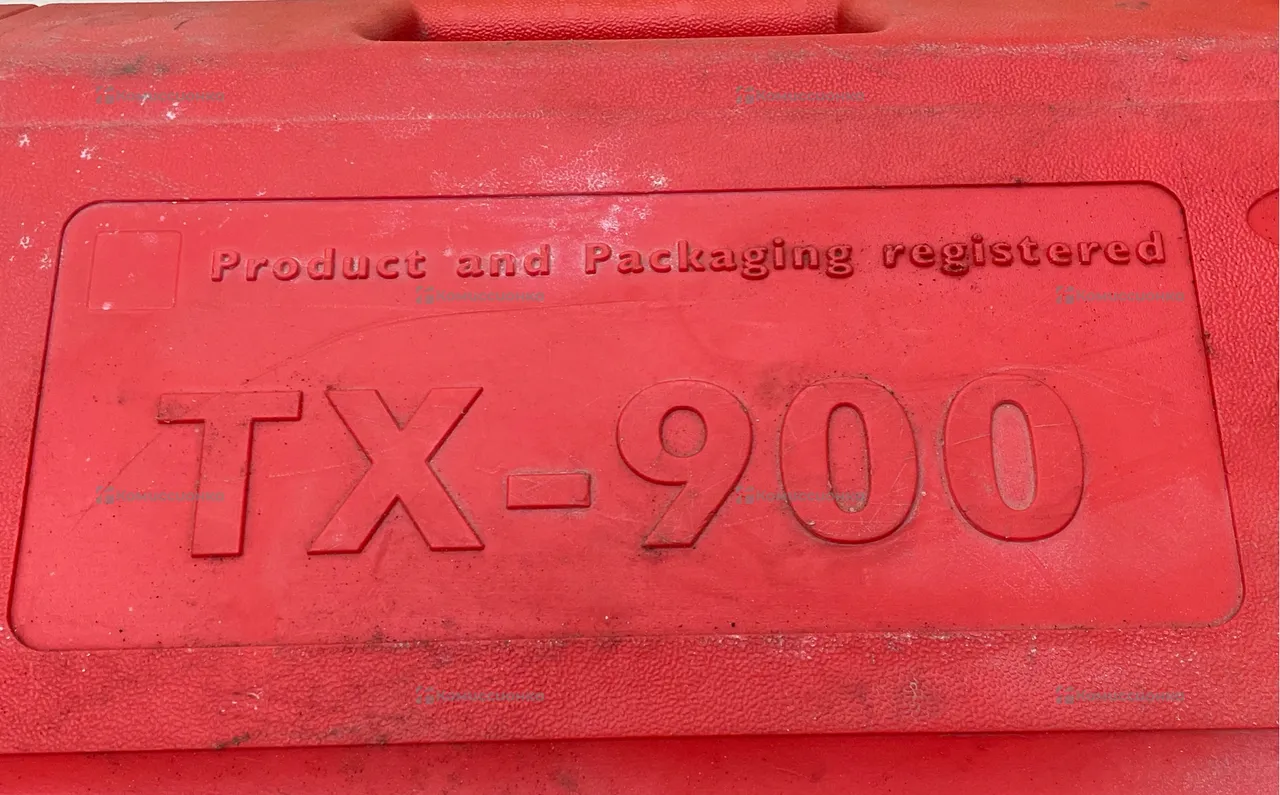 Product and Packaging registered
TX-900